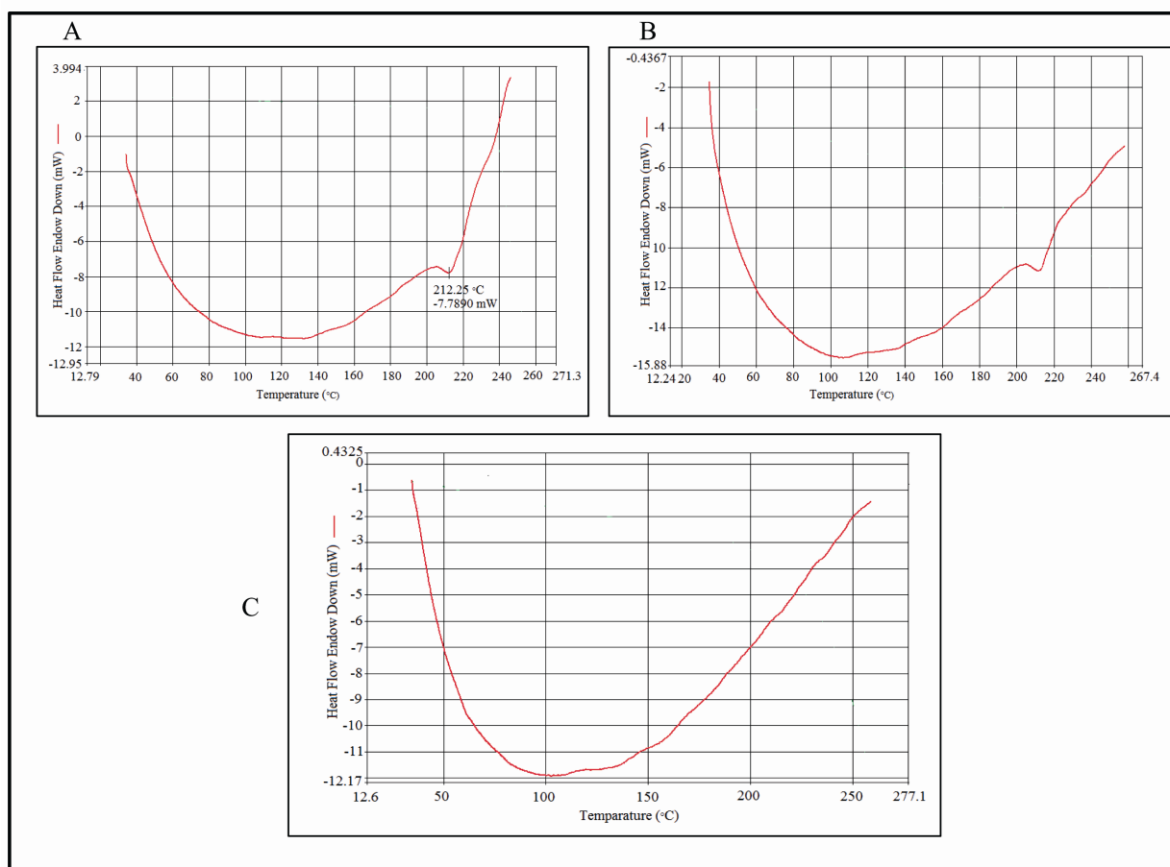 A
3.994
2
0
-2
-4
-6
-8
-10
-12
-12.95
Heat Flow Endow Down (mW)
212.25 °C
-7.7890 mW
12.79 40 60 80 100 120 140 160 180 200 220 240 260 271.3
Temperature (°C)
B
-0.4367
-2
-4
-6
-8
10
12
-14
-15.88
Heat Flow Endow Down (mW)
12.24 20 40 60 80 100 120 140 160 180 200 220 240 267.4
Temperature (°C)
C
0.4325
0
-1
-2
-3
-4
-5
-6
-7
-8
-9
-10
-11
-12.17
Heat Flow Endow Down (mW)
12.6 50 100 150 200 250 277.1
Temparature (°C)